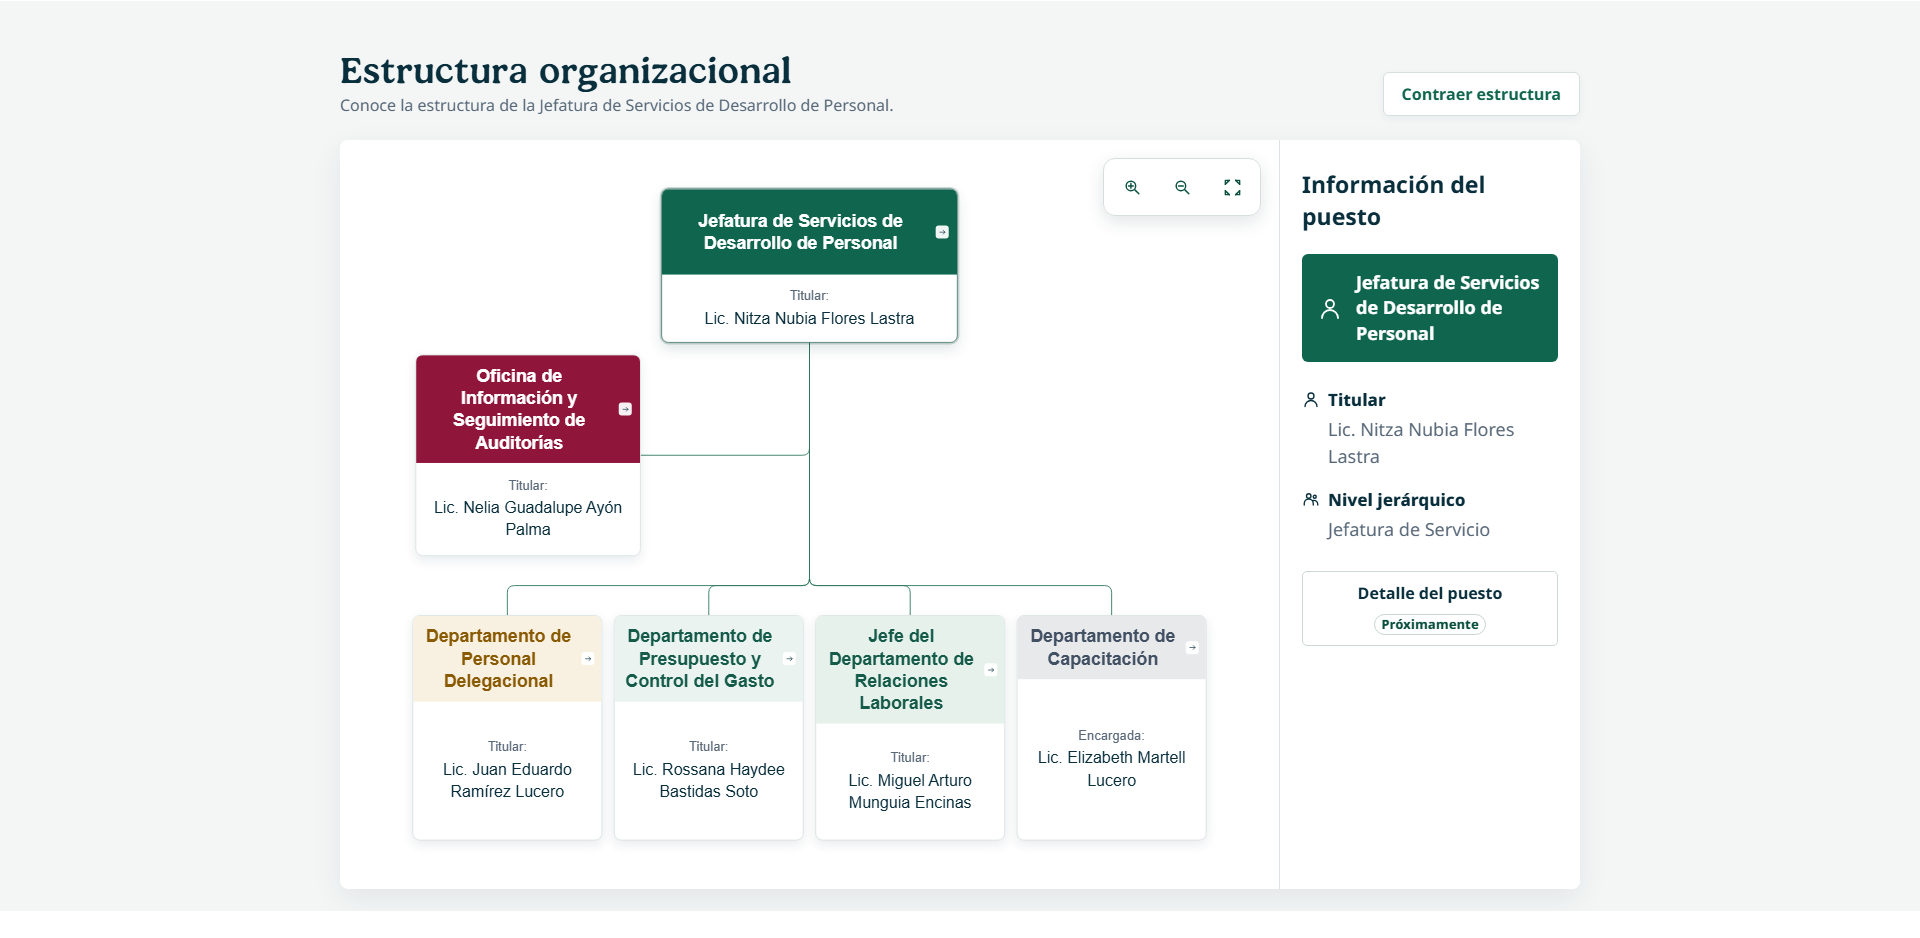 Estructura organizacional
Conoce la estructura de la Jefatura de Servicios de Desarrollo de Personal.
Contraer estructura
Jefatura de Servicios de
Desarrollo de Personal
Titular:
Lic. Nitza Nubia Flores Lastra
Oficina de
Información y
Seguimiento de
Auditorías
Titular:
Lic. Nelia Guadalupe Ayón
Palma
Departamento de
Personal
Delegacional
Titular:
Lic. Juan Eduardo
Ramírez Lucero
Departamento de
Presupuesto y
Control del Gasto
Titular:
Lic. Rossana Haydee
Bastidas Soto
Jefe del
Departamento de
Relaciones
Laborales
Titular:
Lic. Miguel Arturo
Munguia Encinas
Departamento de
Capacitación
Encargada:
Lic. Elizabeth Martell
Lucero
Información del
puesto
Jefatura de Servicios
de Desarrollo de
Personal
Titular
Lic. Nitza Nubia Flores
Lastra
Nivel jerárquico
Jefatura de Servicio
Detalle del puesto
Próximamente